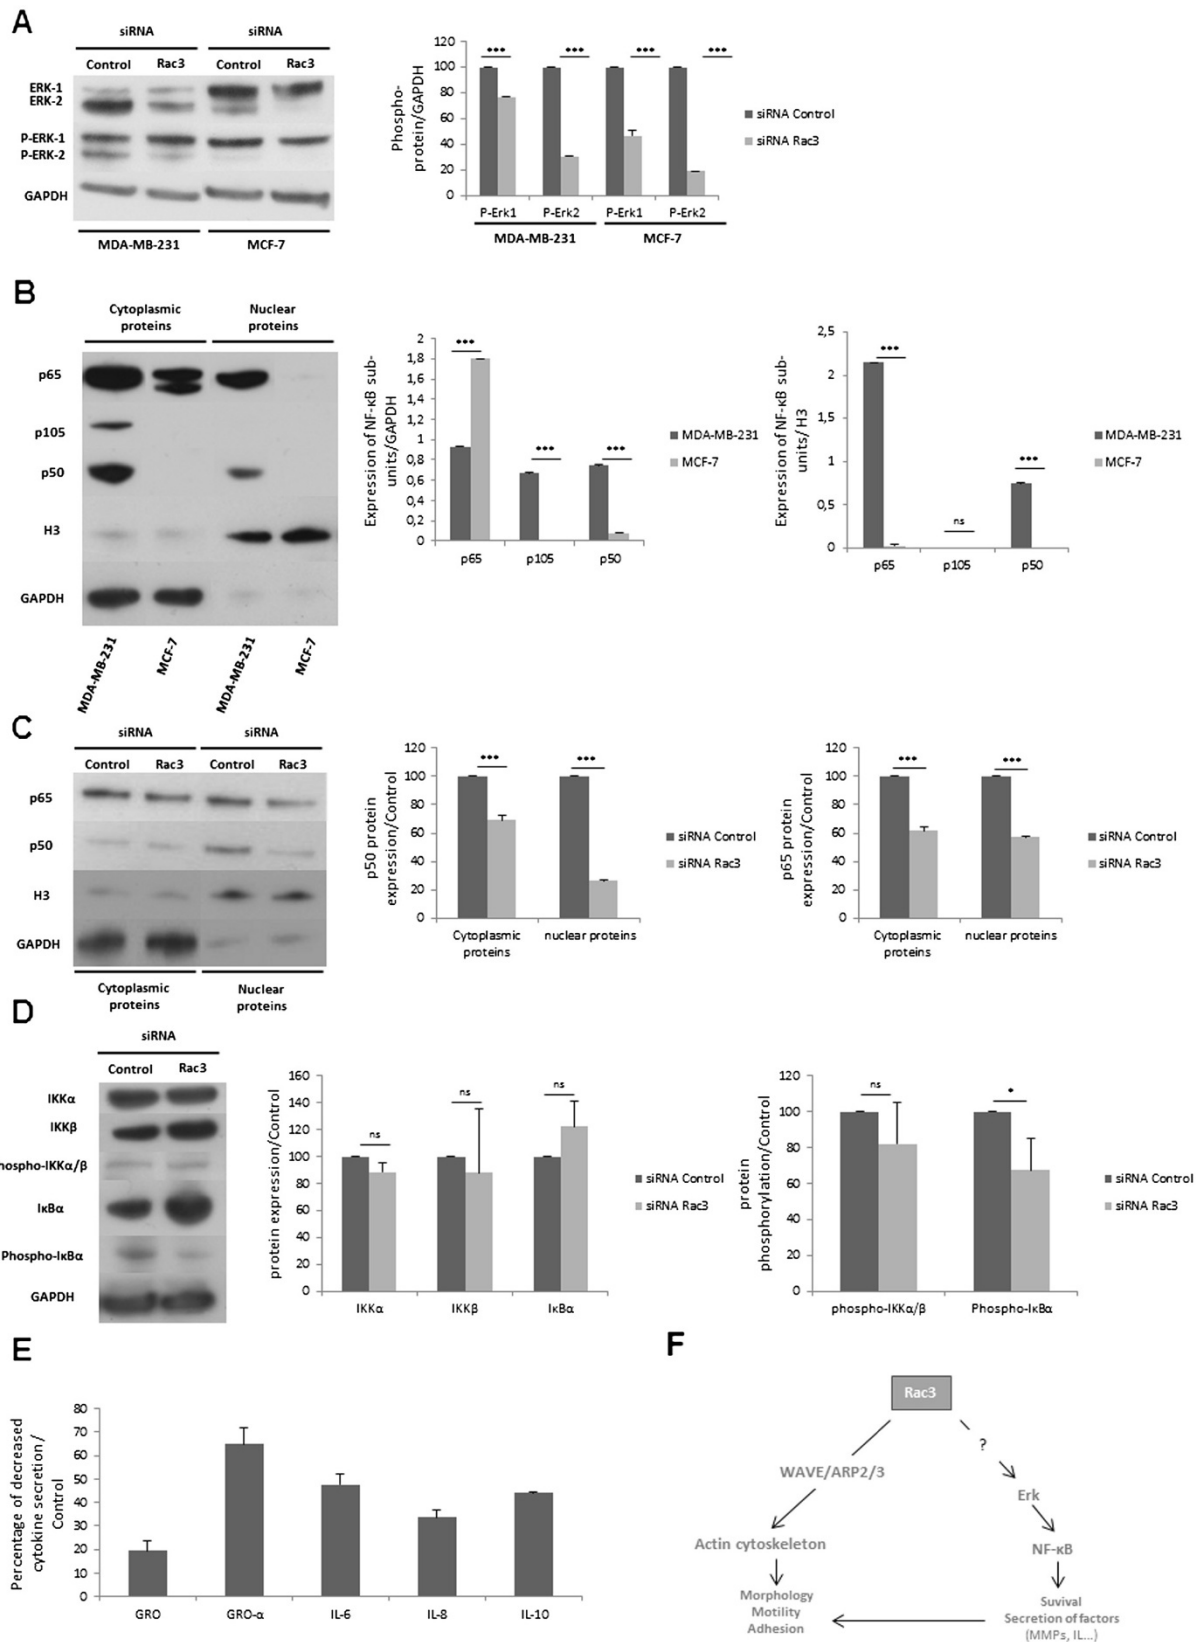 A
siRNA
siRNA
Control
Rac3
Control
Rac3
ERK-1
ERK-2
P-ERK-1
P-ERK-2
GAPDH
MDA-MB-231
MCF-7
Phospho-
protein/GAPDH
120
100
80
60
40
20
0
***
***
***
***
P-Erk1
P-Erk2
P-Erk1
P-Erk2
MDA-MB-231
MCF-7
siRNA Control
siRNA Rac3
B
Cytoplasmic
proteins
Nuclear
proteins
p65
p105
p50
H3
GAPDH
MDA-MB-231
MCF-7
MDA-MB-231
MCF-7
Expression of NF-κB sub-
units/GAPDH
2
1,8
1,6
1,4
1,2
1
0,8
0,6
0,4
0,2
0
***
***
***
p65
p105
p50
MDA-MB-231
MCF-7
Expression of NF-κB sub-
units/H3
2,5
2
1,5
1
0,5
0
***
ns
***
p65
p105
p50
MDA-MB-231
MCF-7
C
siRNA
siRNA
Control
Rac3
Control
Rac3
p65
p50
H3
GAPDH
Cytoplasmic
proteins
Nuclear
proteins
p50 protein
expression/Control
120
100
80
60
40
20
0
***
***
Cytoplasmic
proteins
nuclear proteins
siRNA Control
siRNA Rac3
p65 protein
expression/Control
120
100
80
60
40
20
0
***
***
Cytoplasmic
proteins
nuclear proteins
siRNA Control
siRNA Rac3
D
siRNA
Control
Rac3
IKKα
IKKβ
hospho-IKKα/β
IκBα
Phospho-IκBα
GAPDH
protein expression/Control
160
140
120
100
80
60
40
20
0
ns
ns
ns
IKKα
IKKβ
IκBα
siRNA Control
siRNA Rac3
protein
phosphorylation/Control
120
100
80
60
40
20
0
ns
*
phospho-IKKα/β
Phospho-IκBα
siRNA Control
siRNA Rac3
E
Percentage of decreased
cytokine secretion /
Control
80
70
60
50
40
30
20
10
0
GRO
GRO-α
IL-6
IL-8
IL-10
F
Rac3
?
WAVE/ARP2/3
Erk
Actin cytoskeleton
NF-κB
Morphology
Motility
Adhesion
Suvival
Secretion of factors
(MMPs, IL...)